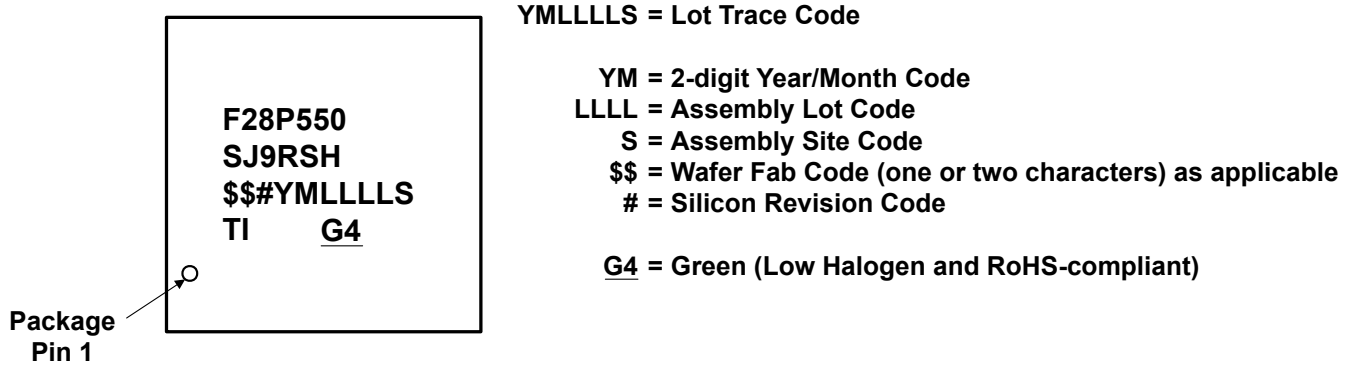 F28P550
SJ9RSH
$$#YMLLLLS
TI G4
Package
Pin 1
YMLLLLS = Lot Trace Code
YM = 2-digit Year/Month Code
LLLL = Assembly Lot Code
S = Assembly Site Code
$$ = Wafer Fab Code (one or two characters) as applicable
# = Silicon Revision Code
G4 = Green (Low Halogen and RoHS-compliant)